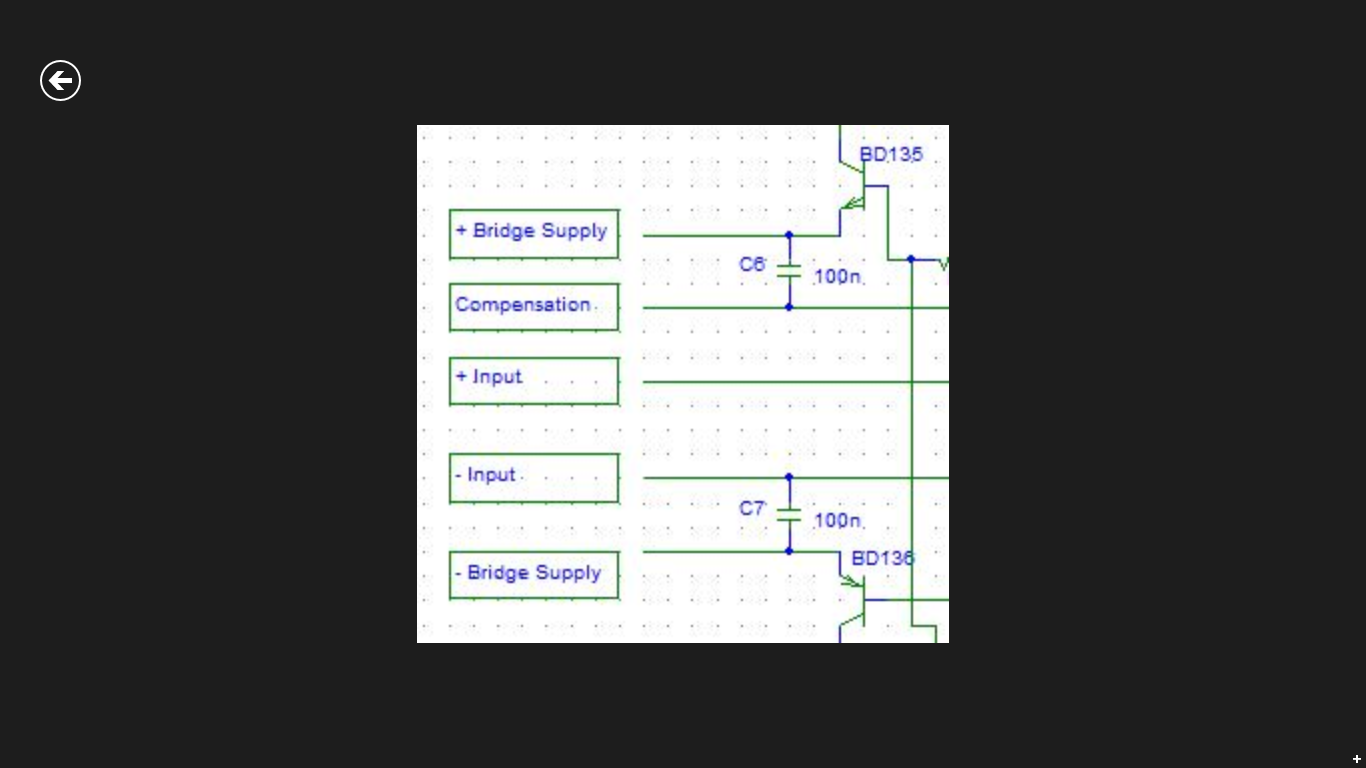 BD135
+ Bridge Supply
C6
100n
Compensation
+ Input
- Input
C7
100n
BD136
- Bridge Supply